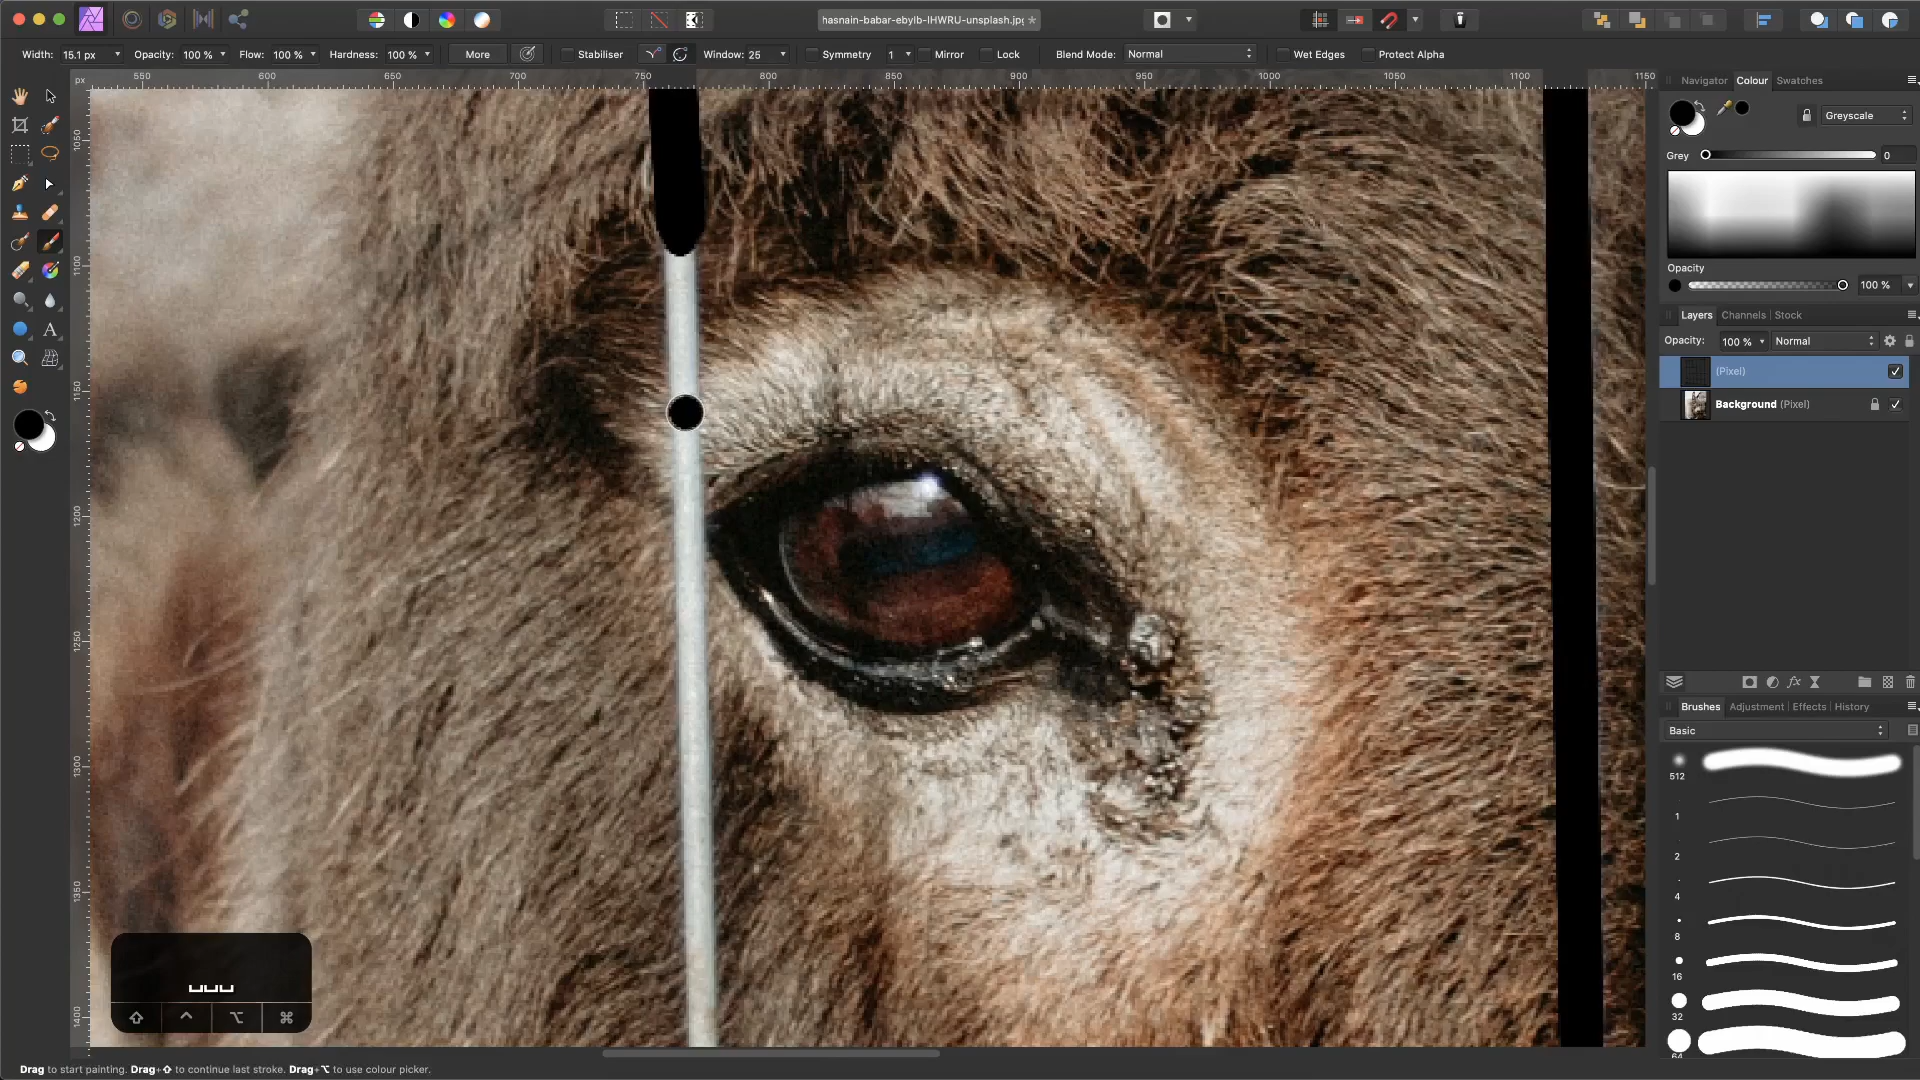 hasnain-babar-ebylb-IHWRU-unsplash.jpg
Width: 15.1 px Opacity: 100 % Flow: 100 % Hardness: 100 % More Stabiliser Window: 25 Symmetry 1 Mirror Lock Blend Mode: Normal Wet Edges Protect Alpha
px 550 600 650 700 750 800 850 900 950 1000 1050 1100 1150
1050
1100
1150
1200
1250
1300
1350
1400
Navigator Colour Swatches
Greyscale
Grey 0
Opacity
100 %
Layers Channels Stock
Opacity: 100 % Normal
(Pixel)
Background (Pixel)
Brushes Adjustment Effects History
Basic
512
1
2
4
8
16
32
64
Drag to start painting. Drag+⇧ to continue last stroke. Drag+⌥ to use colour picker.